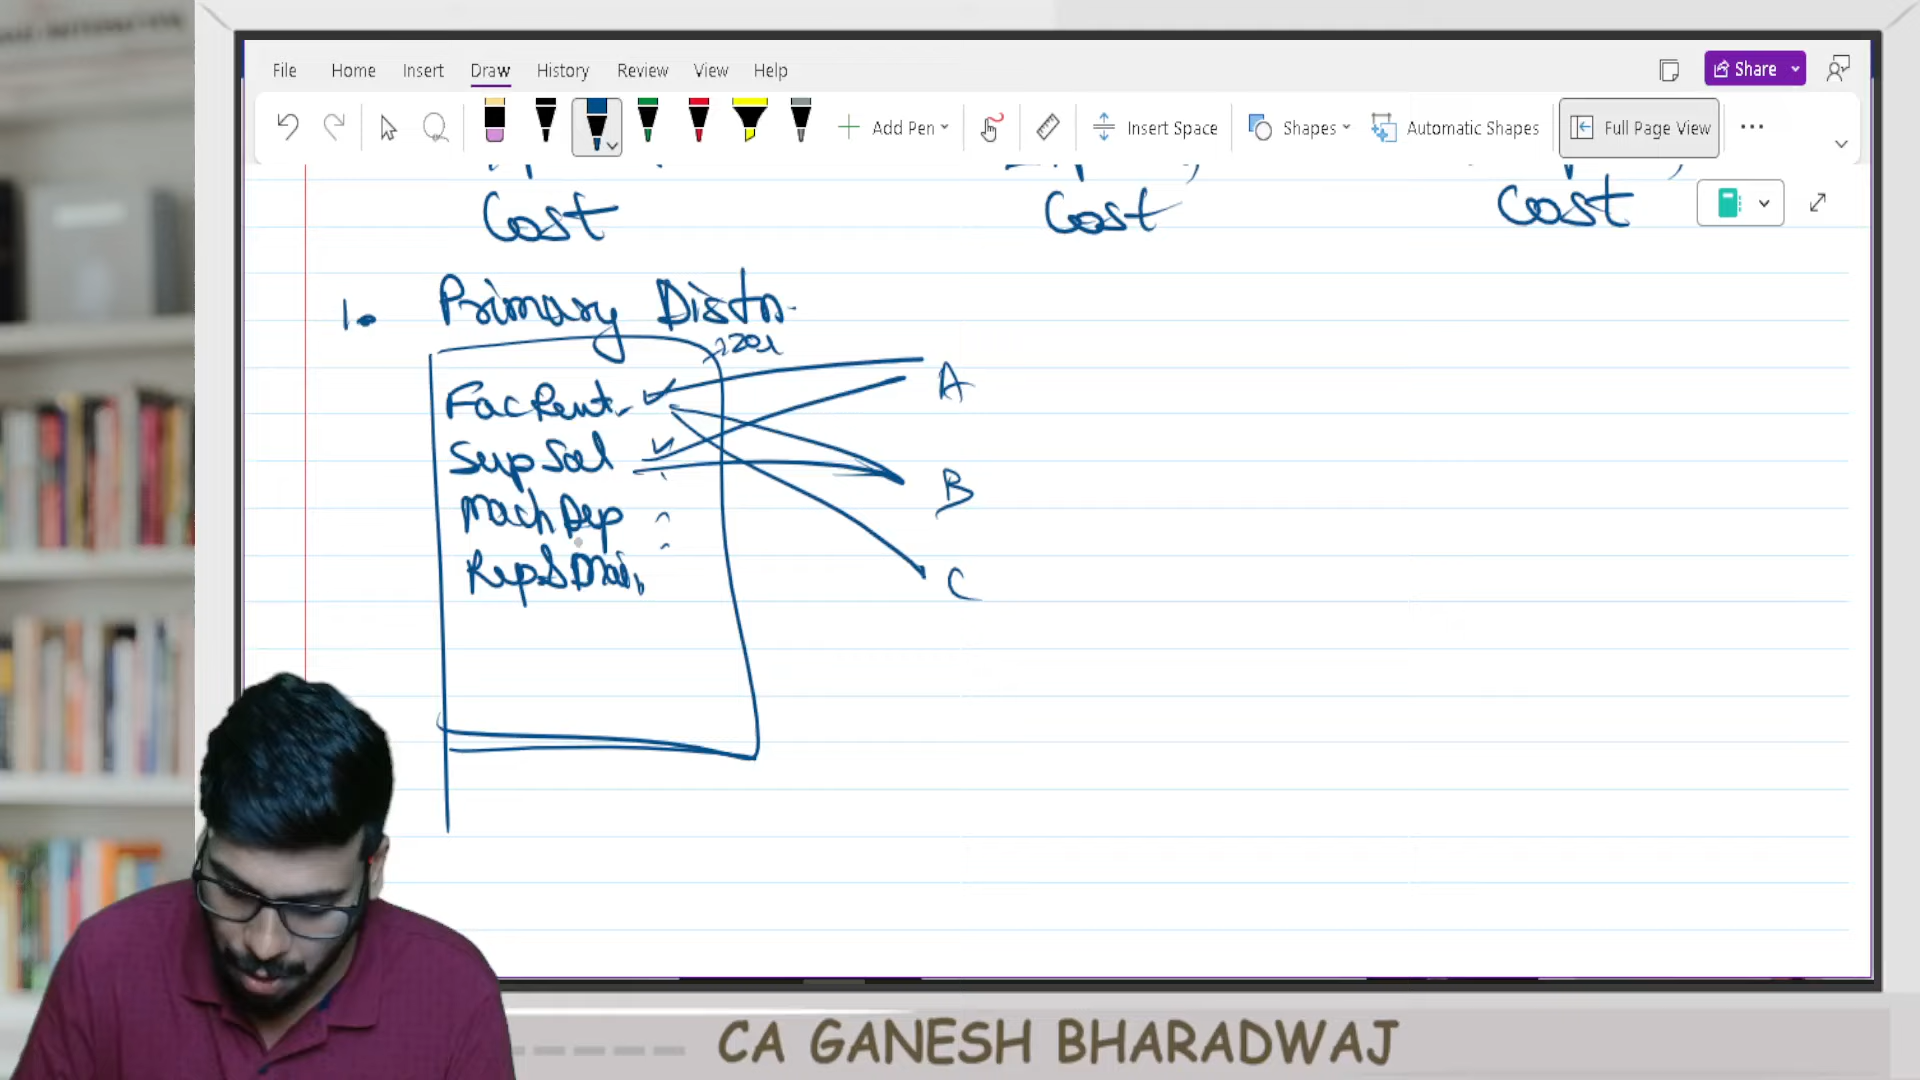 File Home Insert Draw History Review View Help Share
Add Pen Insert Space Shapes Automatic Shapes Full Page View
Cost Cost Cost
1. Primary Distn.
Fac Rent
A
Sup Sal
B
Mach Dep
Rep & Main
C
CA GANESH BHARADWAJ